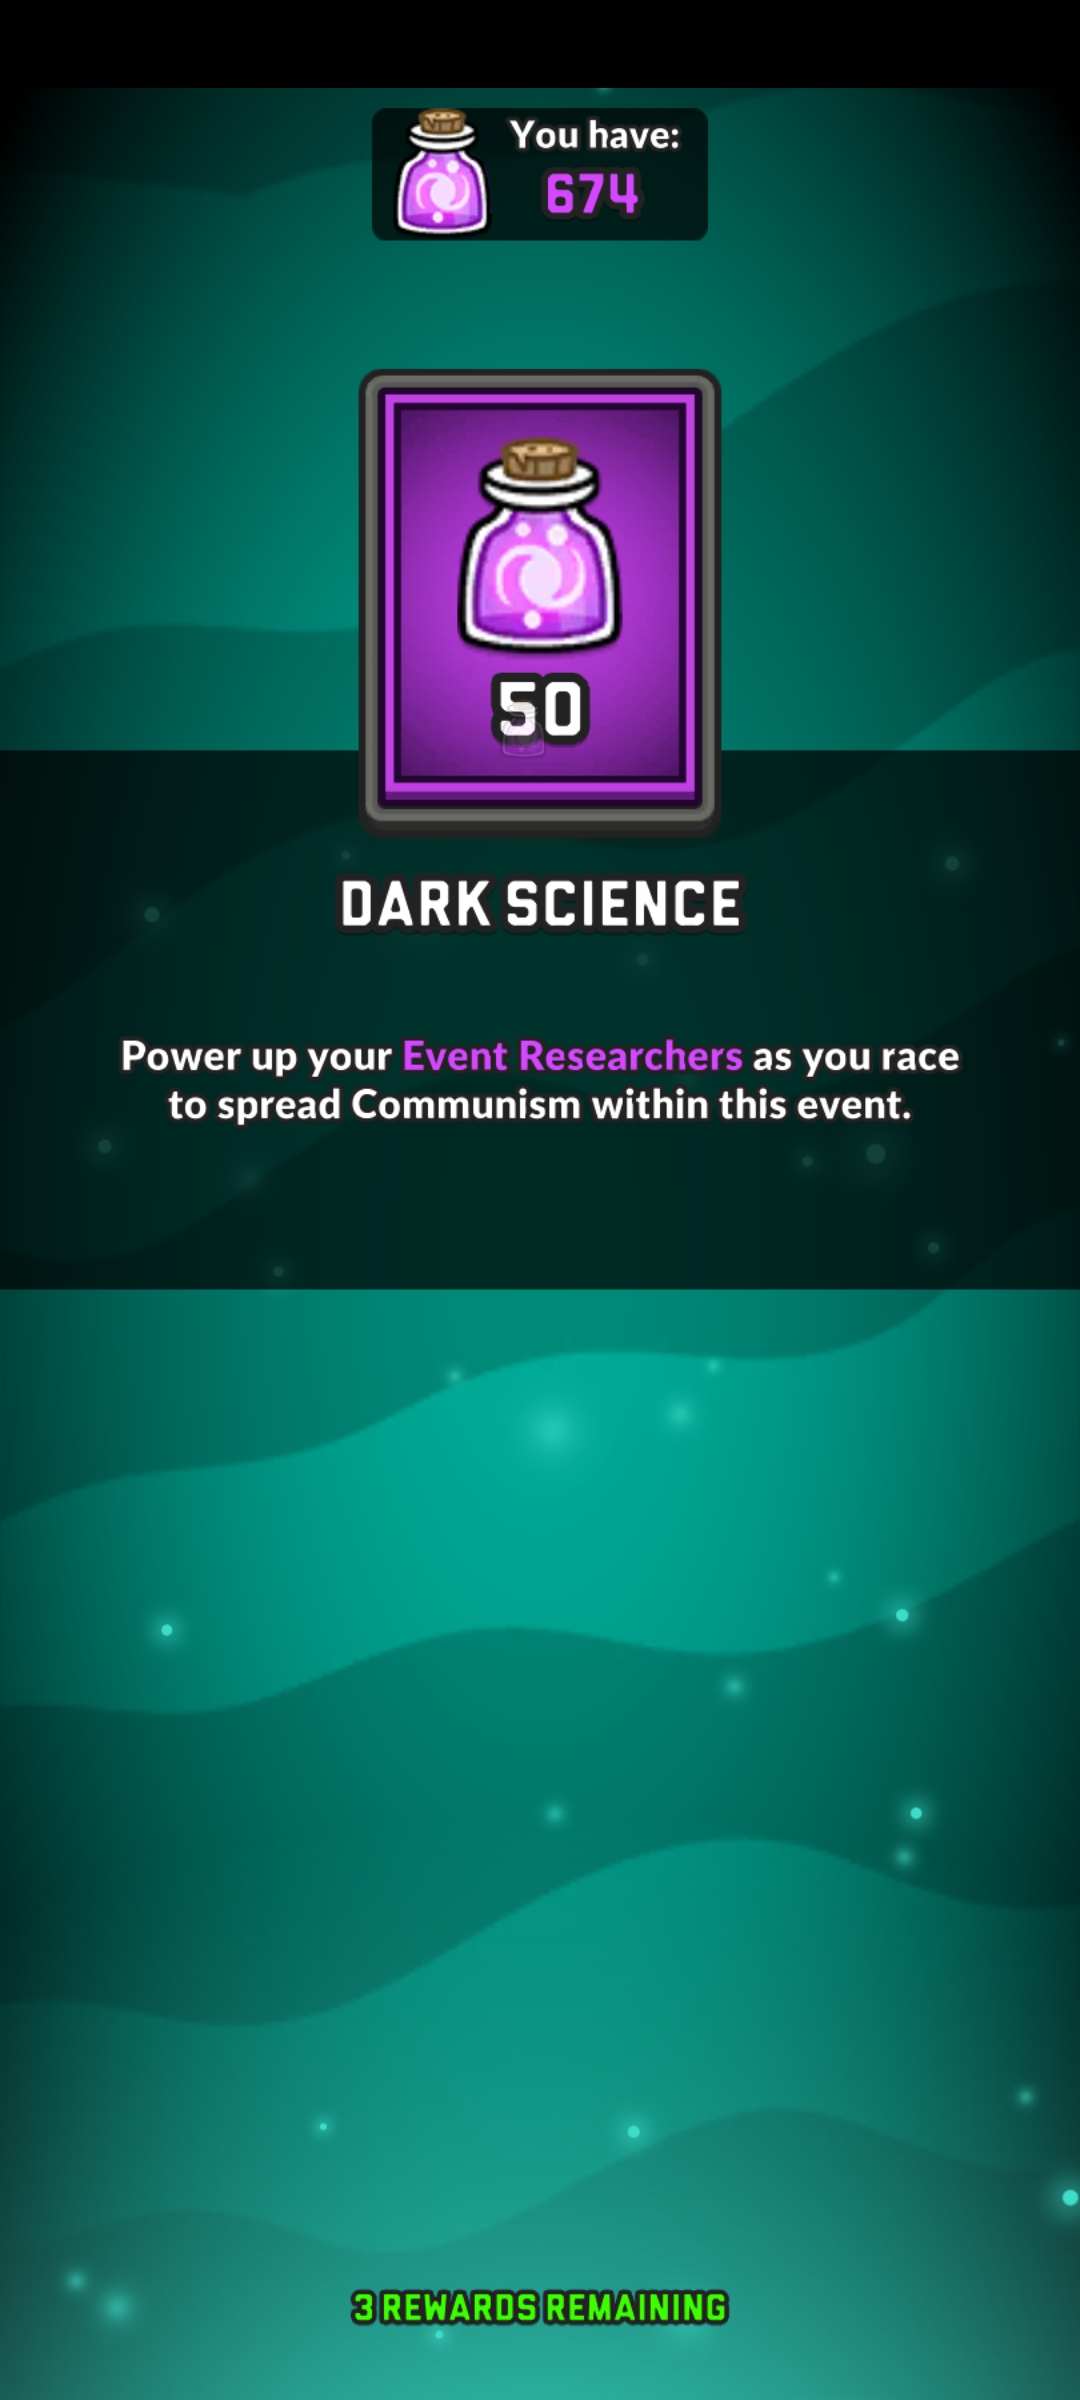 You have:
674
50
DARK SCIENCE
Power up your Event Researchers as you race
to spread Communism within this event.
3 REWARDS REMAINING